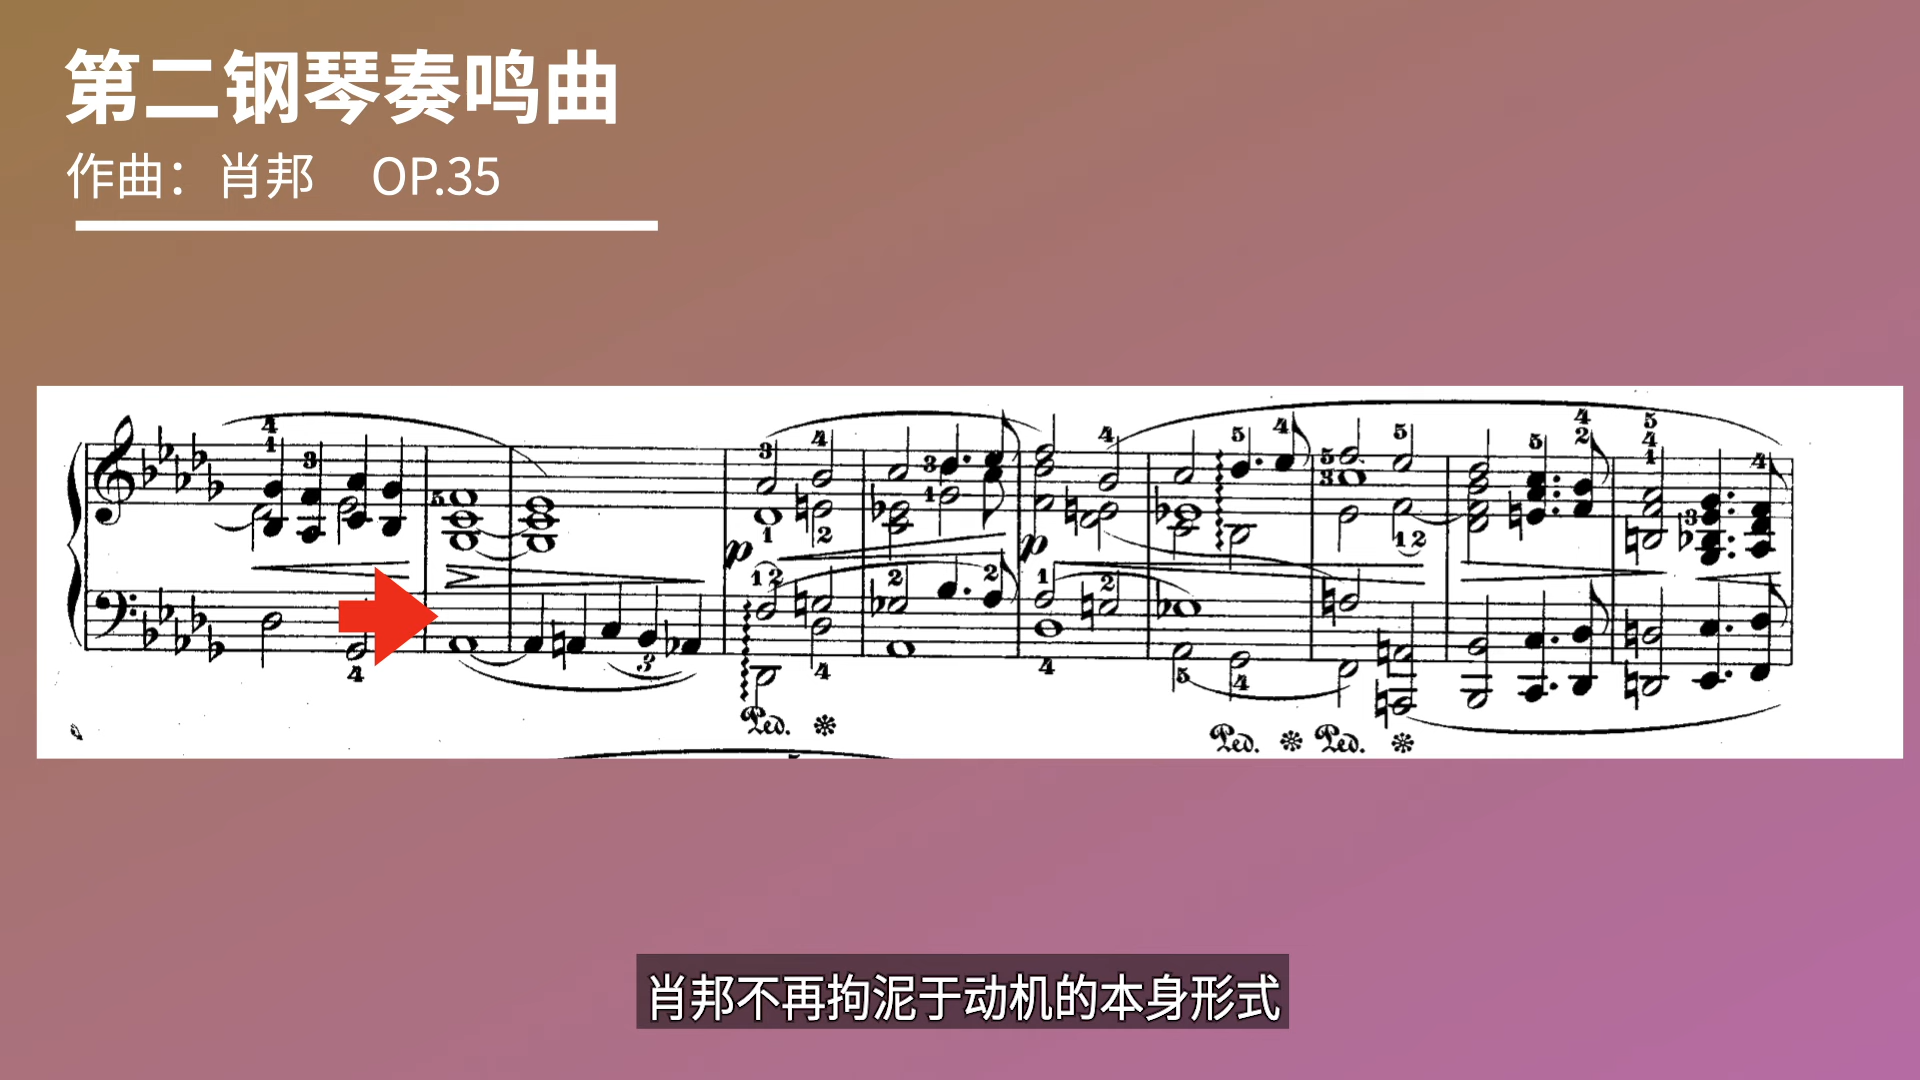 第二钢琴奏鸣曲
作曲：肖邦 OP.35
肖邦不再拘泥于动机的本身形式